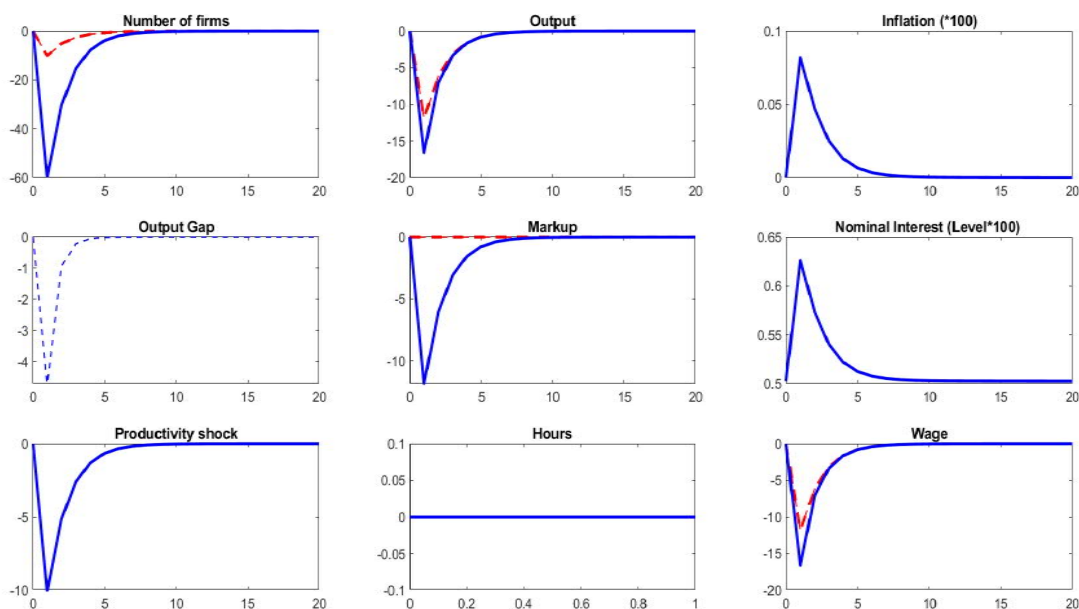 Number of firms
0
-20
-40
-60
0 5 10 15 20
Output
0
-5
-10
-15
-20
0 5 10 15 20
Inflation (*100)
0.1
0.05
0
0 5 10 15 20
Output Gap
0
-1
-2
-3
-4
0 5 10 15 20
Markup
0
-5
-10
0 5 10 15 20
Nominal Interest (Level*100)
0.65
0.6
0.55
0.5
0 5 10 15 20
Productivity shock
0
-5
-10
0 5 10 15 20
Hours
0.1
0.05
0
-0.05
-0.1
0 0.2 0.4 0.6 0.8 1
Wage
0
-5
-10
-15
-20
0 5 10 15 20